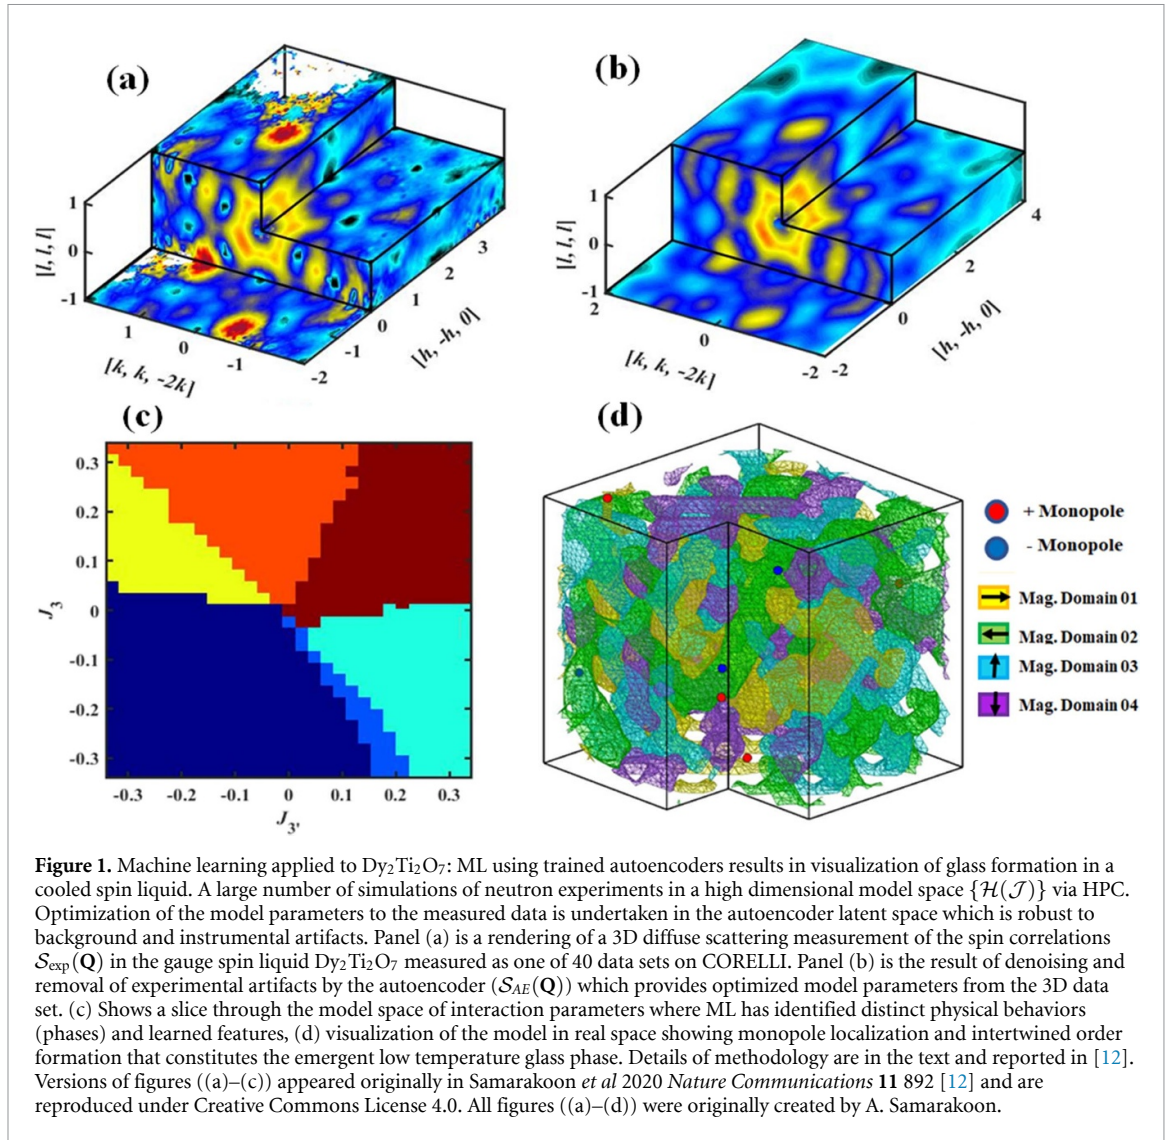 (a)
1
0
-1
[l, l, l]
1
0
-1
-2
[k, k, -2k]
-1
0
1
2
3
[h, -h, 0]
(b)
1
0
-1
[l, l, l]
2
0
-2
[k, k, -2k]
-2
0
2
4
[h, -h, 0]
(c)
0.3
0.2
0.1
0
-0.1
-0.2
-0.3
J3
-0.3 -0.2 -0.1 0 0.1 0.2 0.3
J3'
(d)
+ Monopole
- Monopole
Mag. Domain 01
Mag. Domain 02
Mag. Domain 03
Mag. Domain 04
Figure 1. Machine learning applied to Dy₂Ti₂O₇: ML using trained autoencoders results in visualization of glass formation in a
cooled spin liquid. A large number of simulations of neutron experiments in a high dimensional model space {ℋ(𝒥)} via HPC.
Optimization of the model parameters to the measured data is undertaken in the autoencoder latent space which is robust to
background and instrumental artifacts. Panel (a) is a rendering of a 3D diffuse scattering measurement of the spin correlations
𝒮exp(Q) in the gauge spin liquid Dy₂Ti₂O₇ measured as one of 40 data sets on CORELLI. Panel (b) is the result of denoising and
removal of experimental artifacts by the autoencoder (𝒮AE(Q)) which provides optimized model parameters from the 3D data
set. (c) Shows a slice through the model space of interaction parameters where ML has identified distinct physical behaviors
(phases) and learned features, (d) visualization of the model in real space showing monopole localization and intertwined order
formation that constitutes the emergent low temperature glass phase. Details of methodology are in the text and reported in [12].
Versions of figures ((a)–(c)) appeared originally in Samarakoon et al 2020 Nature Communications 11 892 [12] and are
reproduced under Creative Commons License 4.0. All figures ((a)–(d)) were originally created by A. Samarakoon.